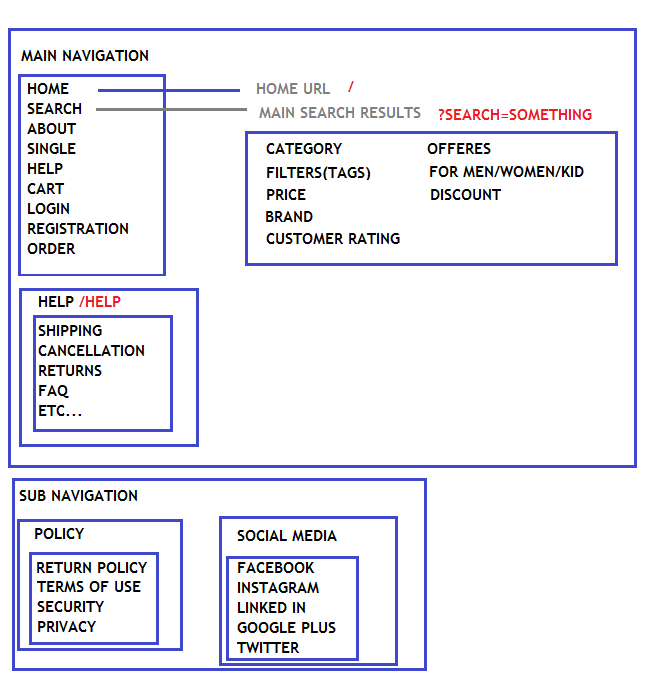 MAIN NAVIGATION
HOME
SEARCH
ABOUT
SINGLE
HELP
CART
LOGIN
REGISTRATION
ORDER
HOME URL /
MAIN SEARCH RESULTS ?SEARCH=SOMETHING
CATEGORY
FILTERS(TAGS)
PRICE
BRAND
CUSTOMER RATING
OFFERES
FOR MEN/WOMEN/KID
DISCOUNT
HELP /HELP
SHIPPING
CANCELLATION
RETURNS
FAQ
ETC...
SUB NAVIGATION
POLICY
RETURN POLICY
TERMS OF USE
SECURITY
PRIVACY
SOCIAL MEDIA
FACEBOOK
INSTAGRAM
LINKED IN
GOOGLE PLUS
TWITTER